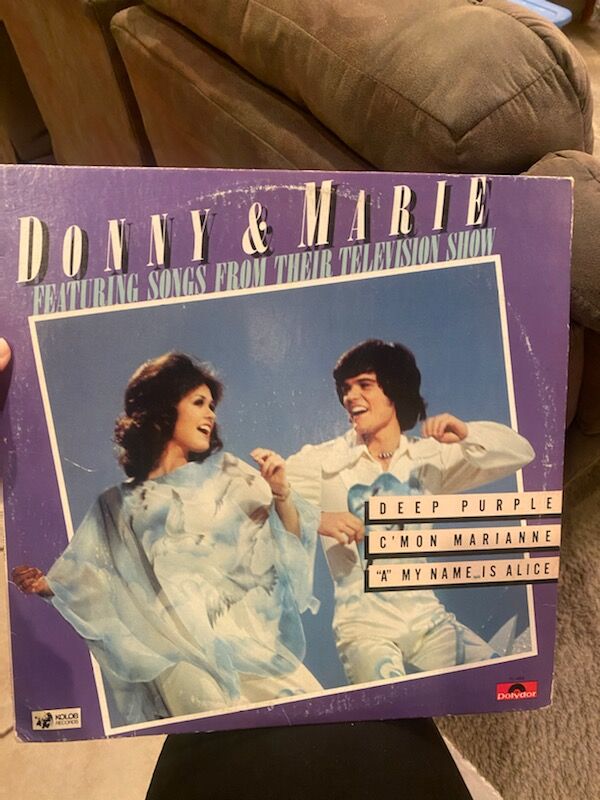 DONNY & MARIE
FEATURING SONGS FROM THEIR TELEVISION SHOW
DEEP PURPLE
C'MON MARIANNE
"A" MY NAME IS ALICE
KOLOB
RECORDS
Polydor